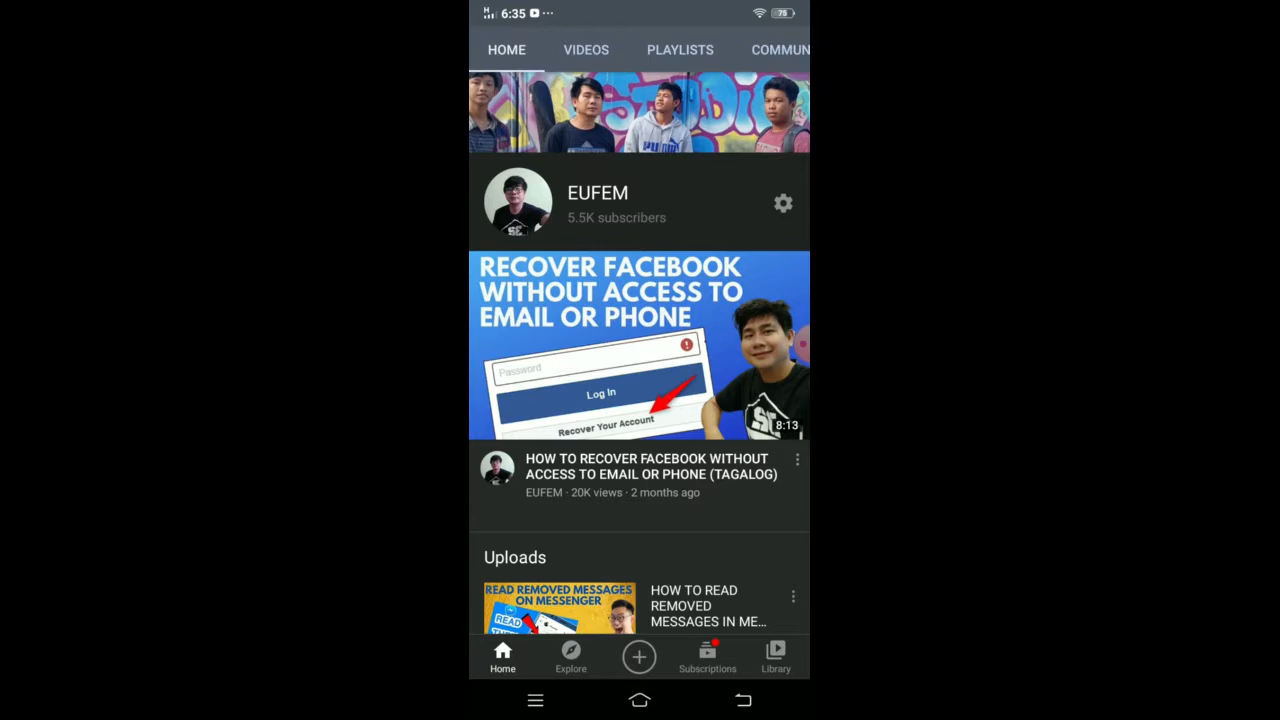 H 6:35 75
HOME VIDEOS PLAYLISTS COMMUN
PUMA
EUFEM
5.5K subscribers
RECOVER FACEBOOK
WITHOUT ACCESS TO
EMAIL OR PHONE
Password
Log In
Recover Your Account
8:13
HOW TO RECOVER FACEBOOK WITHOUT
ACCESS TO EMAIL OR PHONE (TAGALOG)
EUFEM · 20K views · 2 months ago
Uploads
READ REMOVED MESSAGES
ON MESSENGER
READ
HOW TO READ
REMOVED
MESSAGES IN ME...
Home Explore Subscriptions Library